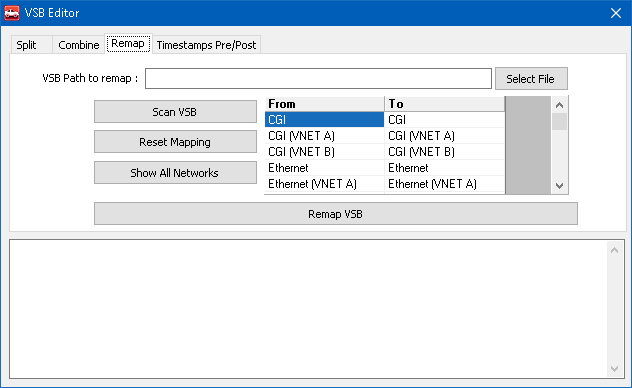 VSB Editor
Split Combine Remap Timestamps Pre/Post
VSB Path to remap : Select File
Scan VSB
Reset Mapping
Show All Networks
From To
CGI CGI
CGI (VNET A) CGI (VNET A)
CGI (VNET B) CGI (VNET B)
Ethernet Ethernet
Ethernet (VNET A) Ethernet (VNET A)
Remap VSB